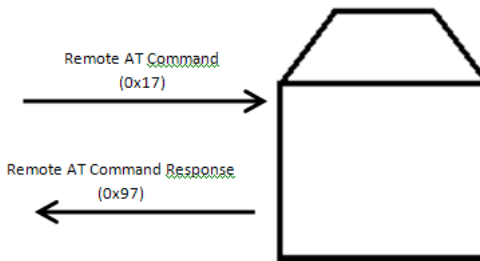 Remote AT Command
(0x17)
Remote AT Command Response
(0x97)